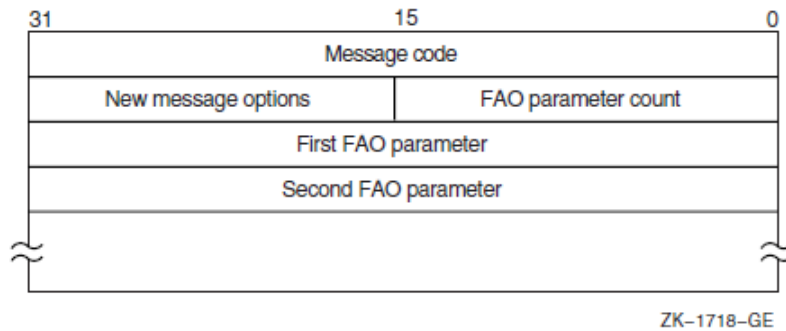 31 15 0
Message code
New message options FAO parameter count
First FAO parameter
Second FAO parameter
ZK–1718–GE